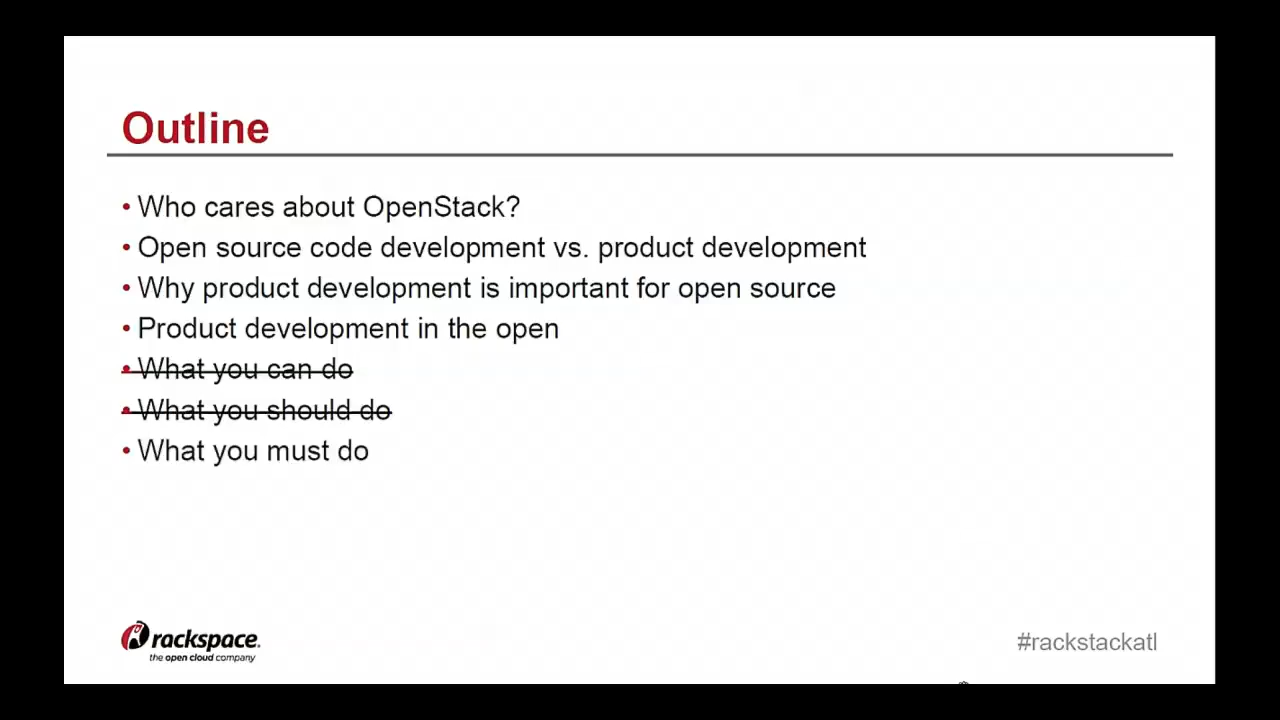 Outline
• Who cares about OpenStack?
• Open source code development vs. product development
• Why product development is important for open source
• Product development in the open
• What you can do
• What you should do
• What you must do
rackspace.
the open cloud company
#rackstackatl